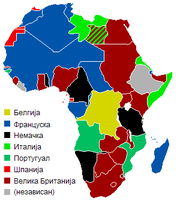 Белгија
Француска
Немачка
Италија
Португал
Шпанија
Велика Британија
(независан)